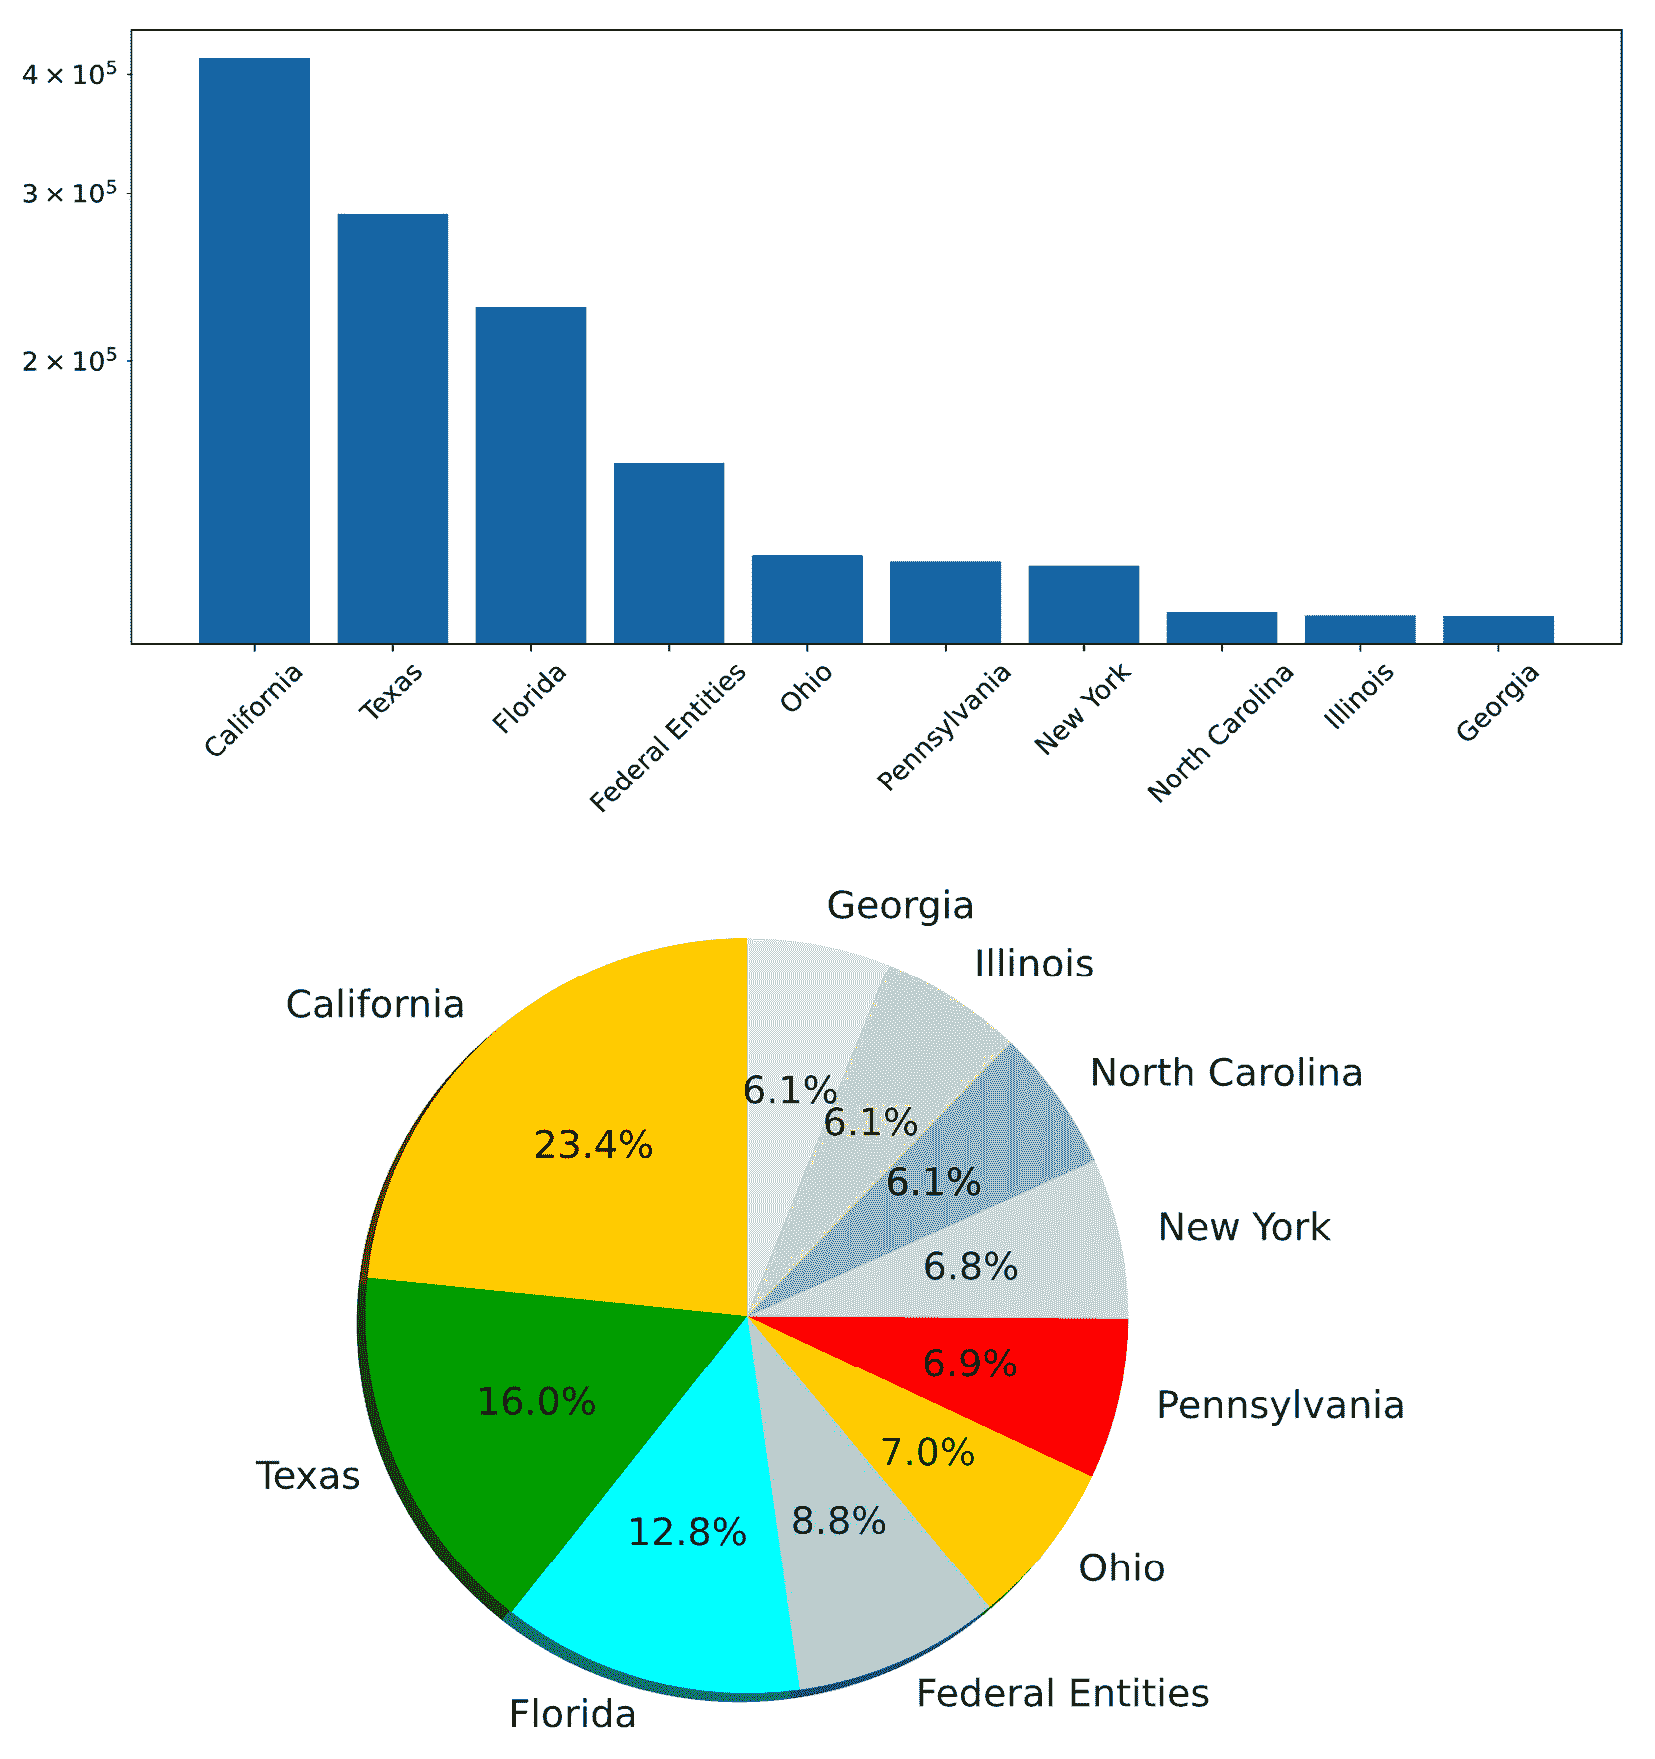 4 × 10⁵
3 × 10⁵
2 × 10⁵
California
Texas
Florida
Federal Entities
Ohio
Pennsylvania
New York
North Carolina
Illinois
Georgia
Georgia
Illinois
California
North Carolina
6.1%
6.1%
23.4%
6.1%
New York
6.8%
6.9%
16.0%
Pennsylvania
7.0%
Texas
12.8%
8.8%
Ohio
Federal Entities
Florida